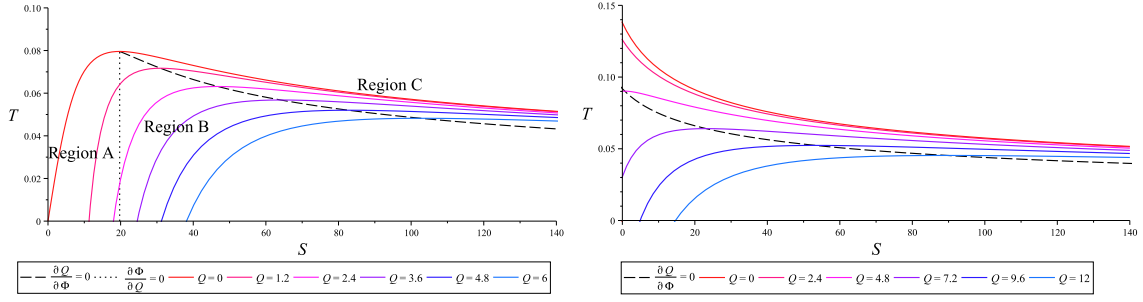 0.10
0.08
0.06
T
0.04
0.02
0
Region A
Region B
Region C
0 20 40 60 80 100 120 140
S
∂Q/∂Φ = 0 ∂Φ/∂Q = 0 Q = 0 Q = 1.2 Q = 2.4 Q = 3.6 Q = 4.8 Q = 6
0.15
0.10
T
0.05
0
0 20 40 60 80 100 120 140
S
∂Q/∂Φ = 0 Q = 0 Q = 2.4 Q = 4.8 Q = 7.2 Q = 9.6 Q = 12